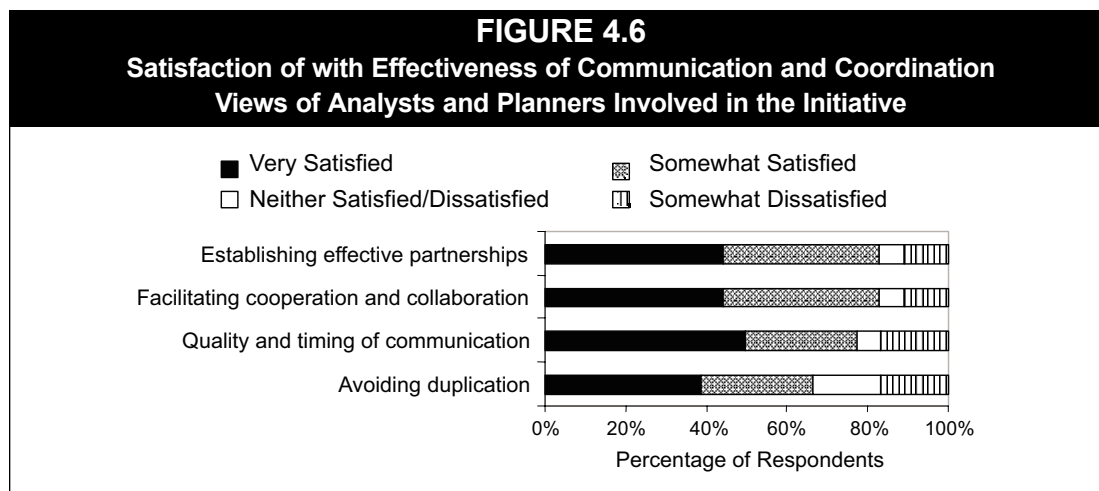 FIGURE 4.6
Satisfaction of with Effectiveness of Communication and Coordination
Views of Analysts and Planners Involved in the Initiative
Very Satisfied
Somewhat Satisfied
Neither Satisfied/Dissatisfied
Somewhat Dissatisfied
Establishing effective partnerships
Facilitating cooperation and collaboration
Quality and timing of communication
Avoiding duplication
0% 20% 40% 60% 80% 100%
Percentage of Respondents